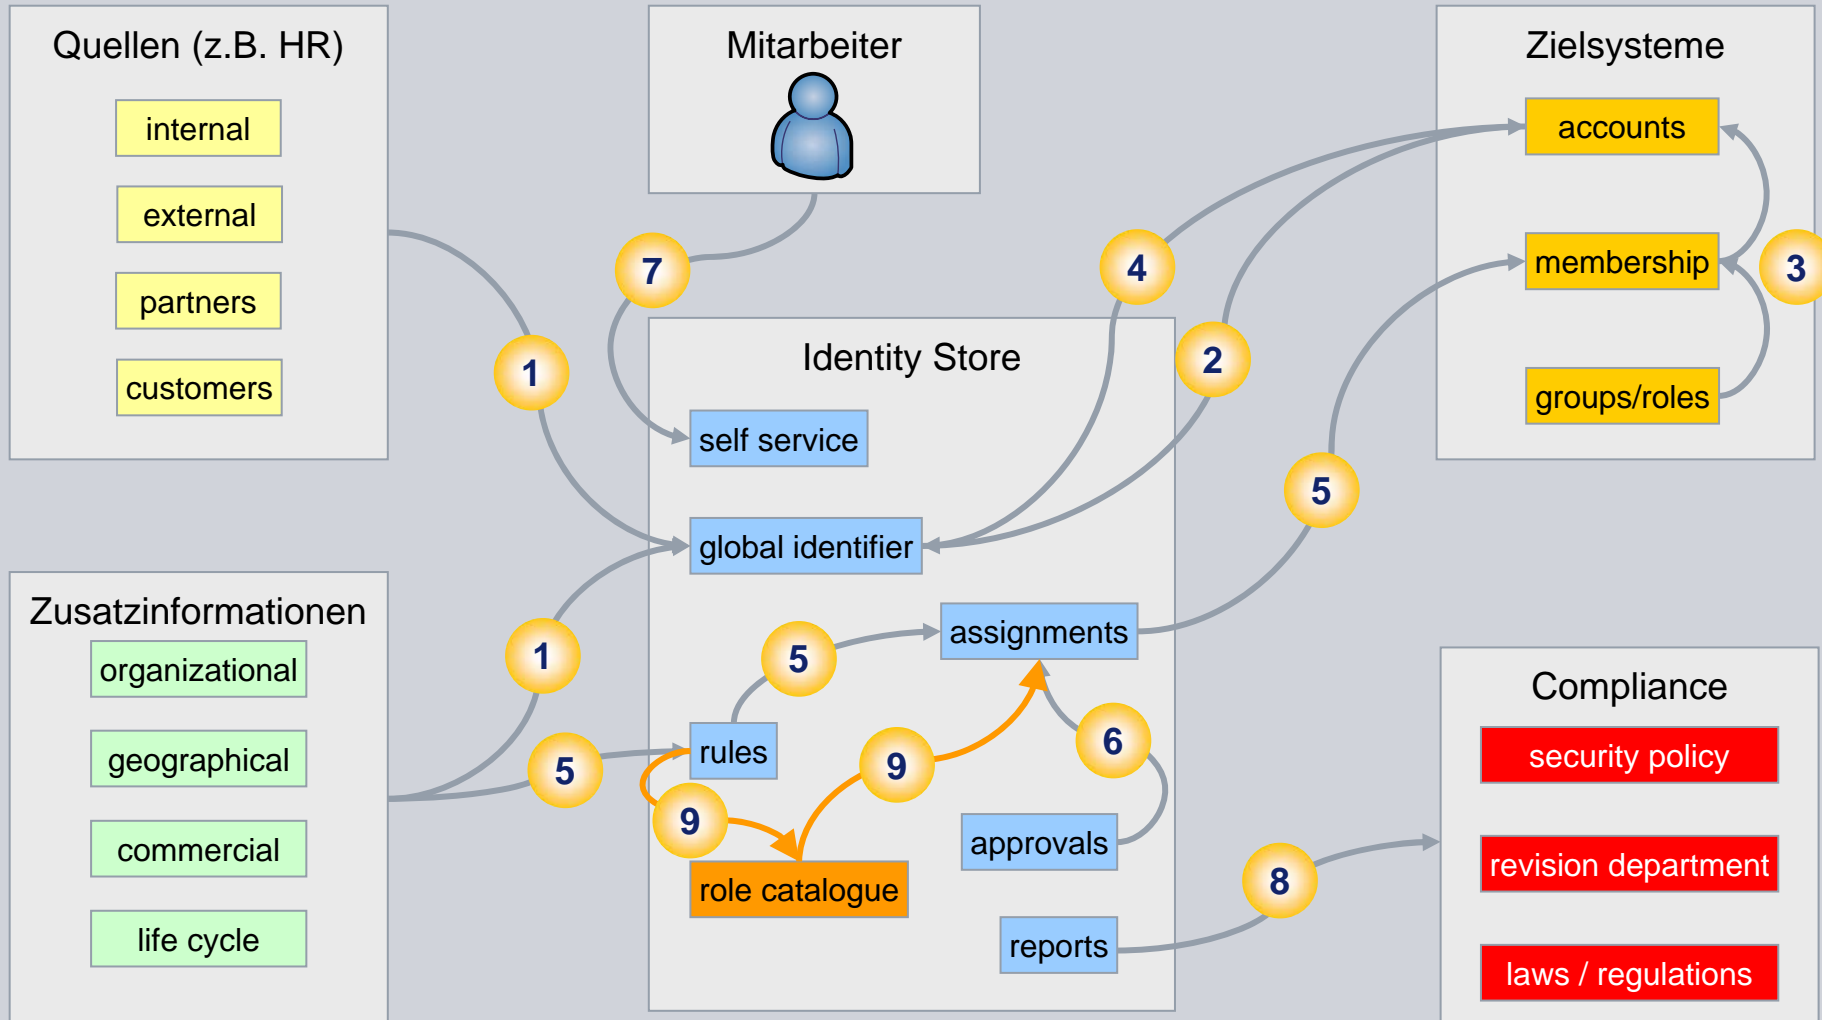 Quellen (z.B. HR)
internal
external
partners
customers
Mitarbeiter
Zielsysteme
accounts
membership
groups/roles
3
7
4
2
1
5
Identity Store
self service
global identifier
assignments
rules
approvals
role catalogue
reports
5
9
9
6
8
Zusatzinformationen
organizational
geographical
commercial
life cycle
1
5
Compliance
security policy
revision department
laws / regulations